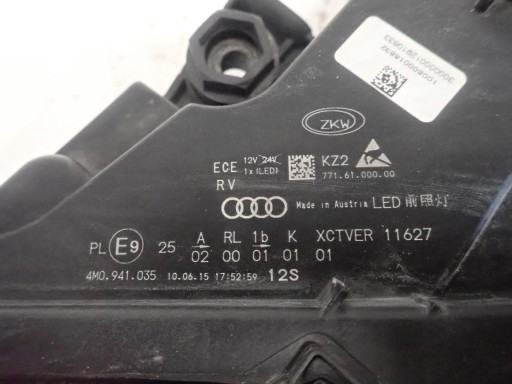 30000000012910833
100800018832
ZKW
ECE 12V 24V KZ2
1x(LED) 771.61.000.00
RV
Made in Austria LED 前照灯
PL E9 25 A RL 1b K XCTVER 11627
02 00 01 01 01
4M0.941.035 10.06.15 17:52:59 12S